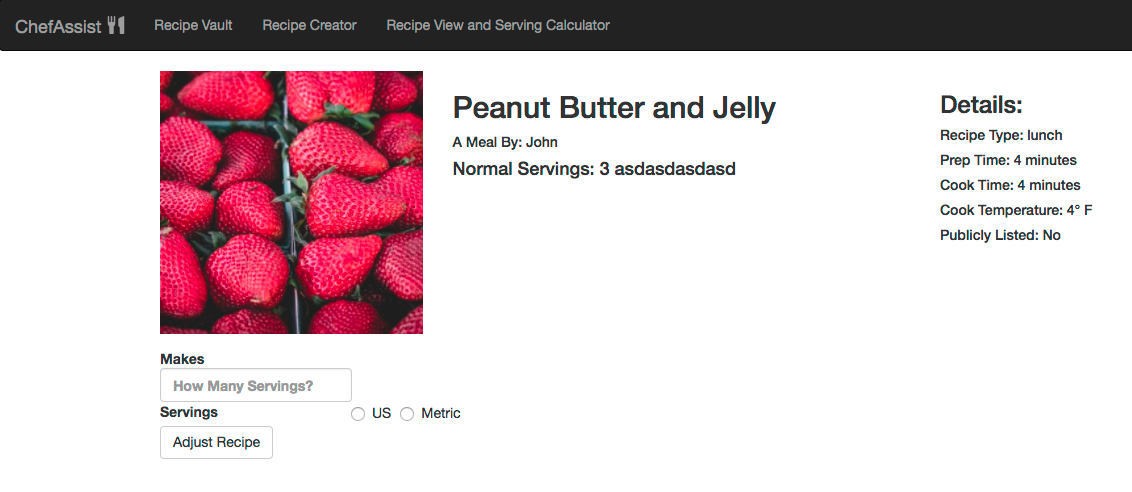 ChefAssist Recipe Vault Recipe Creator Recipe View and Serving Calculator
Peanut Butter and Jelly
A Meal By: John
Normal Servings: 3 asdasdasdasd
Details:
Recipe Type: lunch
Prep Time: 4 minutes
Cook Time: 4 minutes
Cook Temperature: 4° F
Publicly Listed: No
Makes
How Many Servings?
Servings US Metric
Adjust Recipe